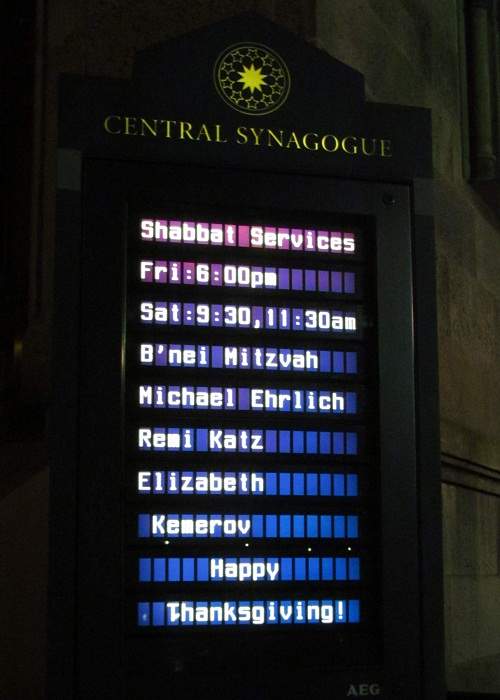 CENTRAL SYNAGOGUE
Shabbat Services
Fri:6:00pm
Sat:9:30,11:30am
B'nei Mitzvah
Michael Ehrlich
Remi Katz
Elizabeth
Kemerov
Happy
Thanksgiving!
AEG